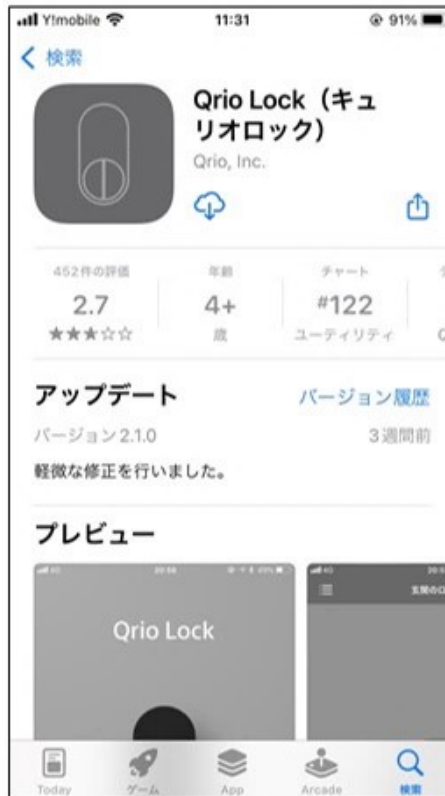 Y!mobile 11:31 91%
検索
Qrio Lock（キュ
リオロック）
Qrio, Inc.
452件の評価 年齢 チャート
2.7 4+ #122
★★★☆☆ 歳 ユーティリティ
アップデート バージョン履歴
バージョン 2.1.0 3週間前
軽微な修正を行いました。
プレビュー
20:56
Qrio Lock
Today ゲーム App Arcade 検索